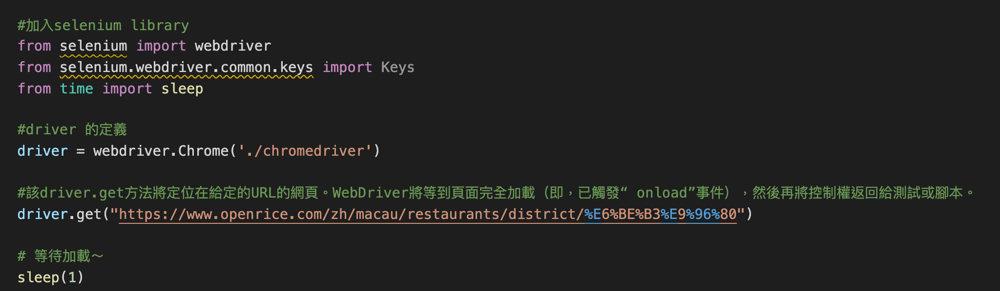 #加入selenium library
from selenium import webdriver
from selenium.webdriver.common.keys import Keys
from time import sleep
#driver 的定義
driver = webdriver.Chrome('./chromedriver')
#該driver.get方法將定位在給定的URL的網頁。WebDriver將等到頁面完全加載（即，已觸發“ onload”事件），然後再將控制權返回給測試或腳本。
driver.get("https://www.openrice.com/zh/macau/restaurants/district/%E6%BE%B3%E9%96%80")
# 等待加載～
sleep(1)